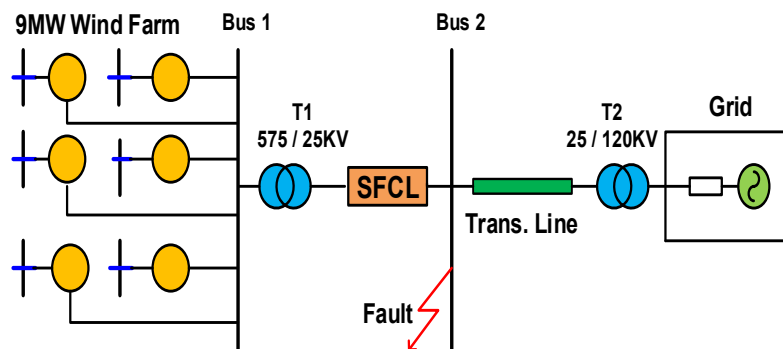 9MW Wind Farm
Bus 1
Bus 2
T1
575 / 25KV
SFCL
Trans. Line
T2
25 / 120KV
Grid
Fault